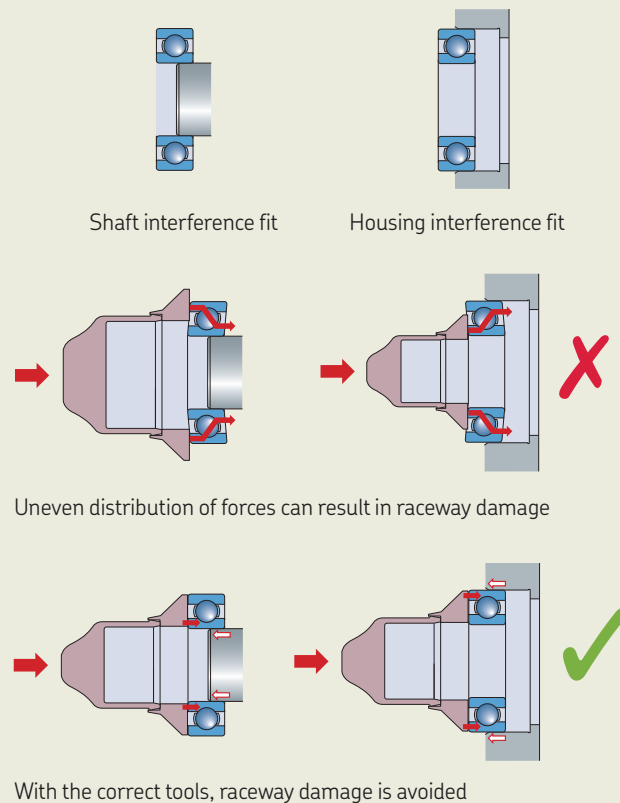 Shaft interference fit
Housing interference fit
Uneven distribution of forces can result in raceway damage
With the correct tools, raceway damage is avoided